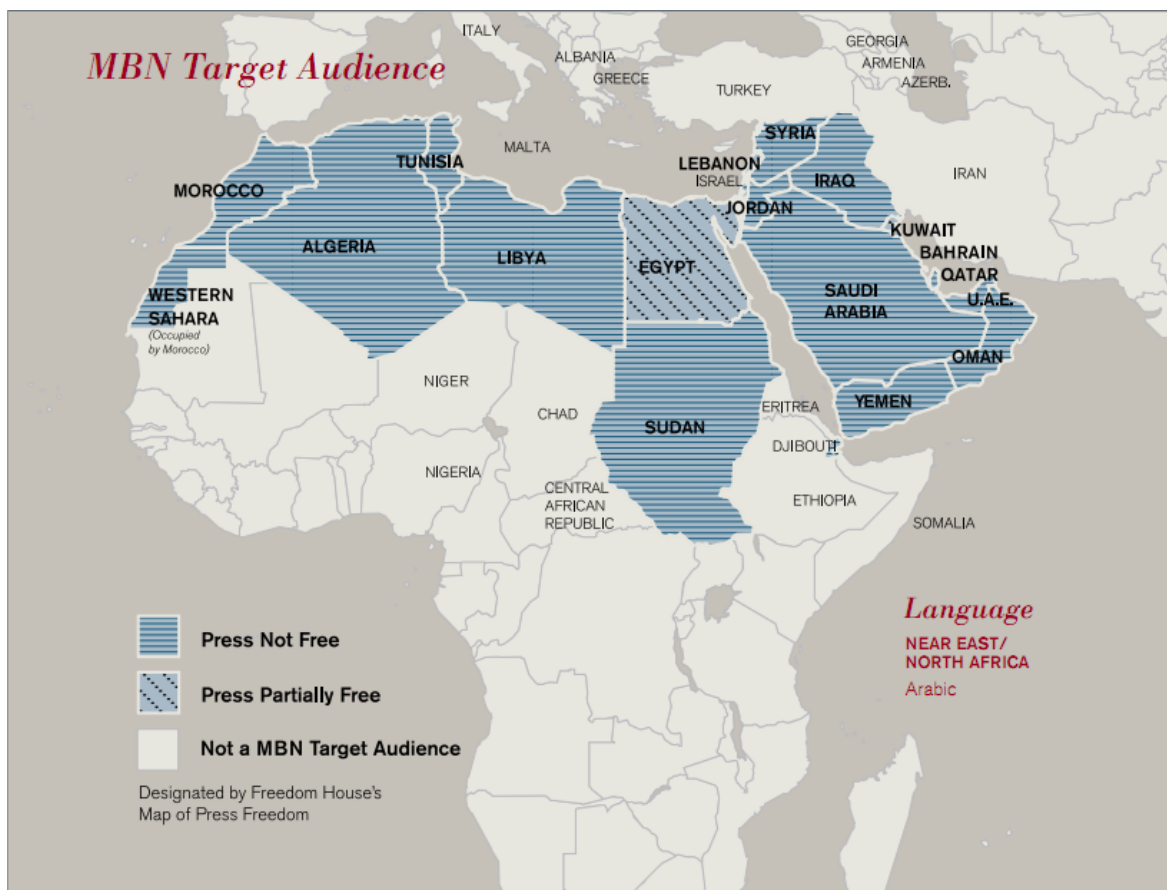 MBN Target Audience
ITALY
ALBANIA
GREECE
TURKEY
GEORGIA
ARMENIA
AZERB.
MALTA
SYRIA
LEBANON
ISRAEL
IRAQ
IRAN
JORDAN
TUNISIA
MOROCCO
ALGERIA
LIBYA
EGYPT
KUWAIT
BAHRAIN
QATAR
U.A.E.
SAUDI
ARABIA
OMAN
YEMEN
WESTERN
SAHARA
(Occupied
by Morocco)
NIGER
CHAD
SUDAN
ERITREA
DJIBOUTI
NIGERIA
CENTRAL
AFRICAN
REPUBLIC
ETHIOPIA
SOMALIA
Press Not Free
Press Partially Free
Not a MBN Target Audience
Designated by Freedom House's
Map of Press Freedom
Language
NEAR EAST/
NORTH AFRICA
Arabic